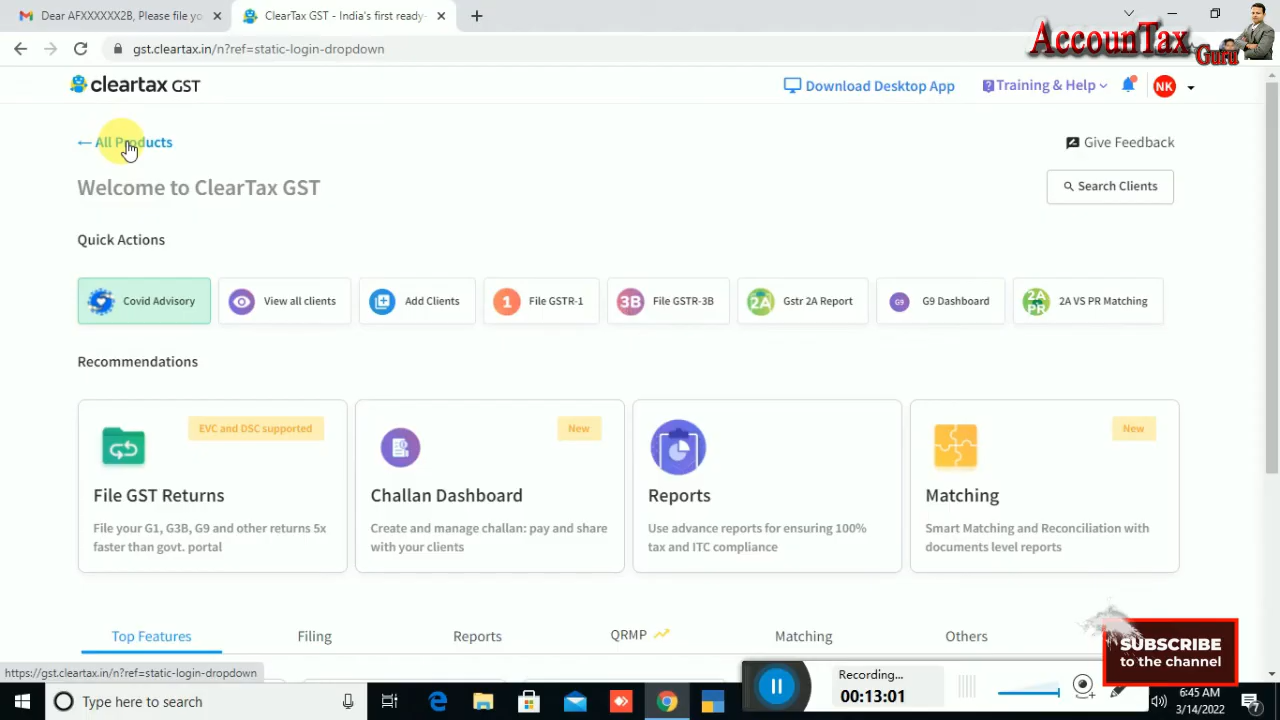 Dear AFXXXXXX2B, Please file yo
ClearTax GST - India's first ready-
gst.cleartax.in/n?ref=static-login-dropdown
AccounTax
Guru
cleartax GST
Download Desktop App
Training & Help
NK
← All Products
Give Feedback
Welcome to ClearTax GST
Search Clients
Quick Actions
Covid Advisory
View all clients
Add Clients
1 File GSTR-1
3B File GSTR-3B
2A Gstr 2A Report
G9 G9 Dashboard
2A PR 2A VS PR Matching
Recommendations
EVC and DSC supported
New
New
File GST Returns
Challan Dashboard
Reports
Matching
File your G1, G3B, G9 and other returns 5x
faster than govt. portal
Create and manage challan: pay and share
with your clients
Use advance reports for ensuring 100%
tax and ITC compliance
Smart Matching and Reconciliation with
documents level reports
Top Features
Filing
Reports
QRMP
Matching
Others
SUBSCRIBE
to the channel
https://gst.cleartax.in/n?ref=static-login-dropdown
Recording...
00:13:01
Type here to search
6:45 AM
3/14/2022
7